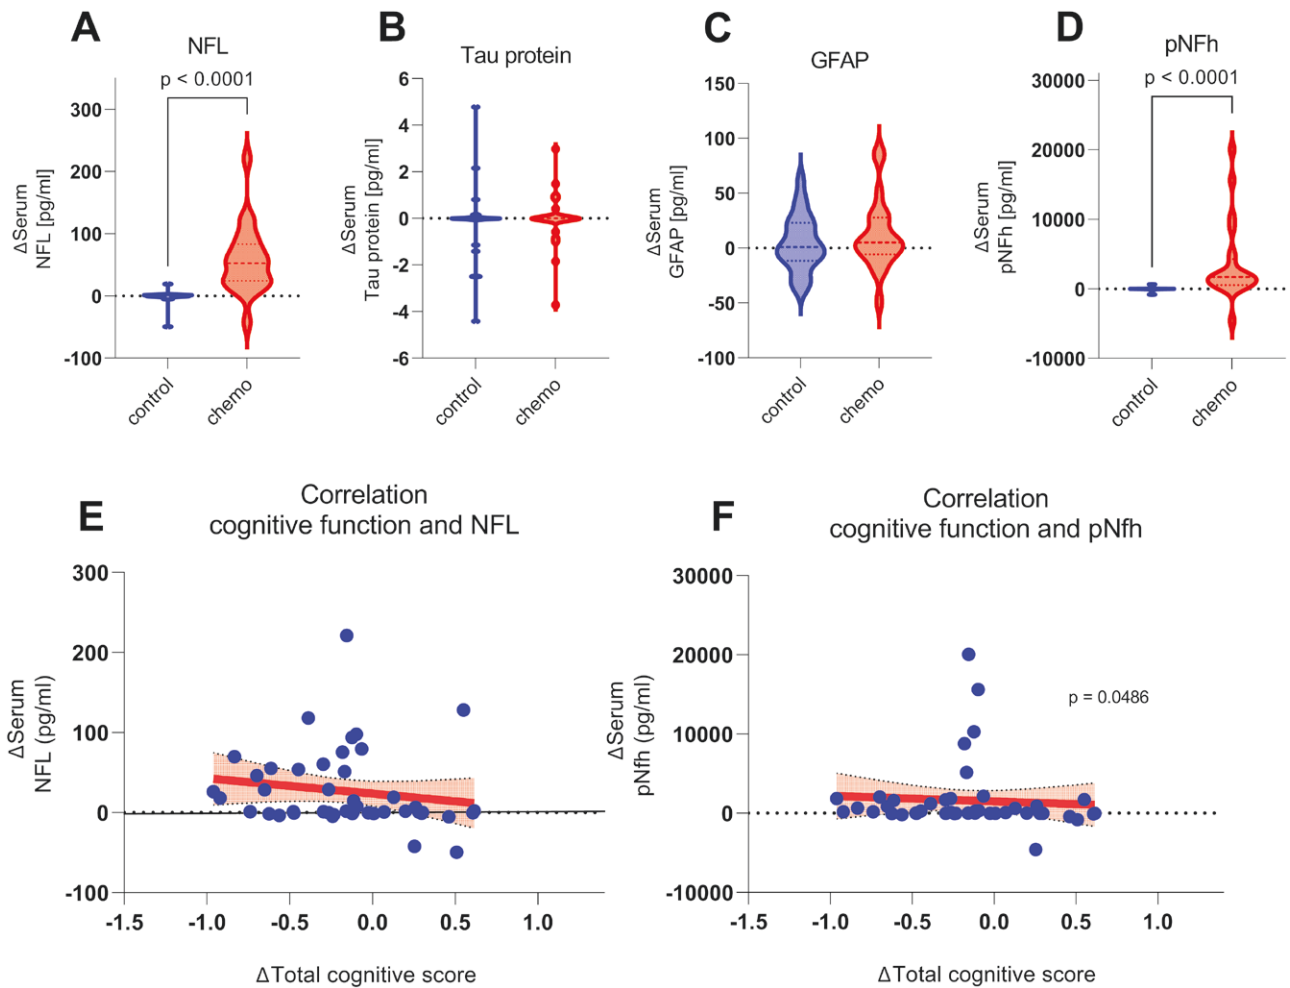 A
NFL
p < 0.0001
ΔSerum
NFL [pg/ml]
300
200
100
0
-100
control
chemo
B
Tau protein
ΔSerum
Tau protein [pg/ml]
6
4
2
0
-2
-4
-6
control
chemo
C
GFAP
ΔSerum
GFAP [pg/ml]
150
100
50
0
-50
-100
control
chemo
D
pNFh
p < 0.0001
ΔSerum
pNFh [pg/ml]
30000
20000
10000
0
-10000
control
chemo
E
Correlation
cognitive function and NFL
ΔSerum
NFL (pg/ml)
300
200
100
0
-100
-1.5
-1.0
-0.5
0.0
0.5
1.0
ΔTotal cognitive score
F
Correlation
cognitive function and pNfh
ΔSerum
pNfh (pg/ml)
30000
20000
10000
0
-10000
p = 0.0486
-1.5
-1.0
-0.5
0.0
0.5
1.0
ΔTotal cognitive score